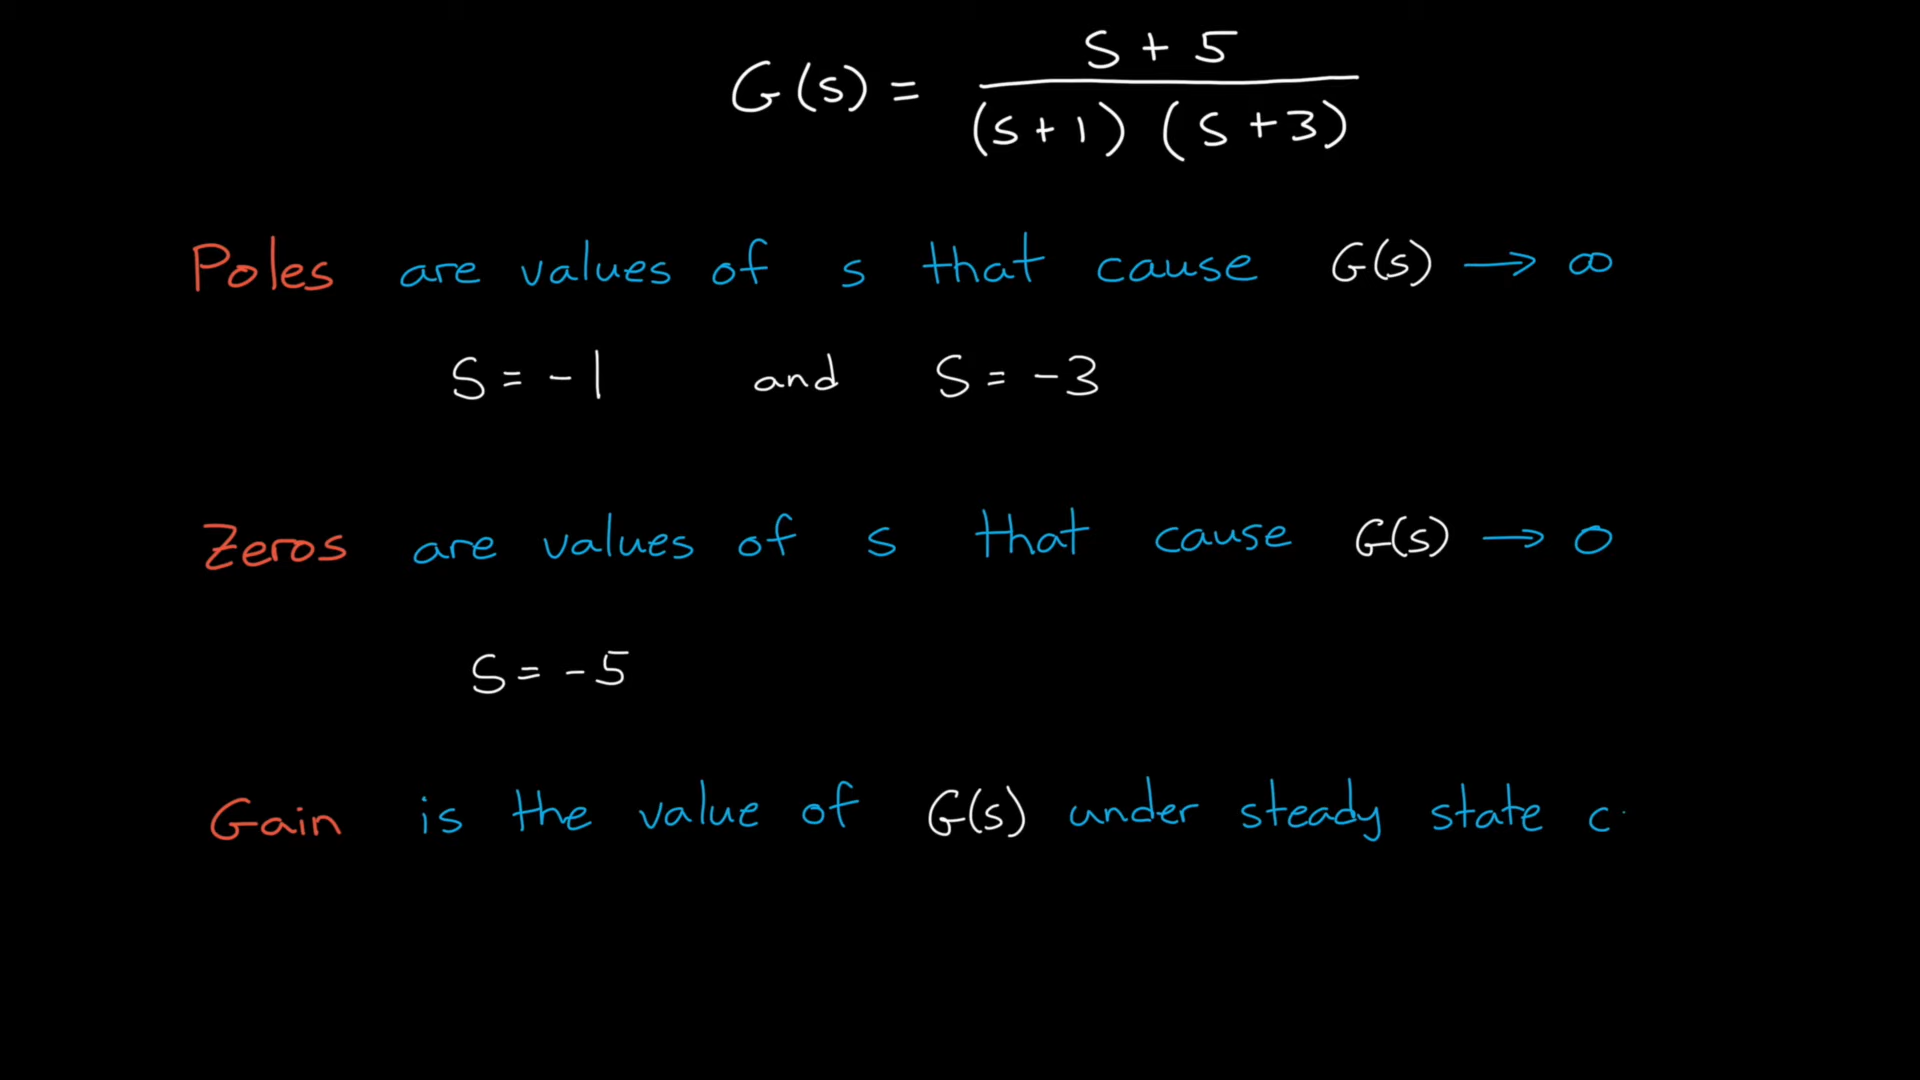 G(s) = s + 5 / (s+1) (s+3)
Poles are values of s that cause G(s) → ∞
s = -1 and s = -3
Zeros are values of s that cause G(s) → 0
s = -5
Gain is the value of G(s) under steady state c